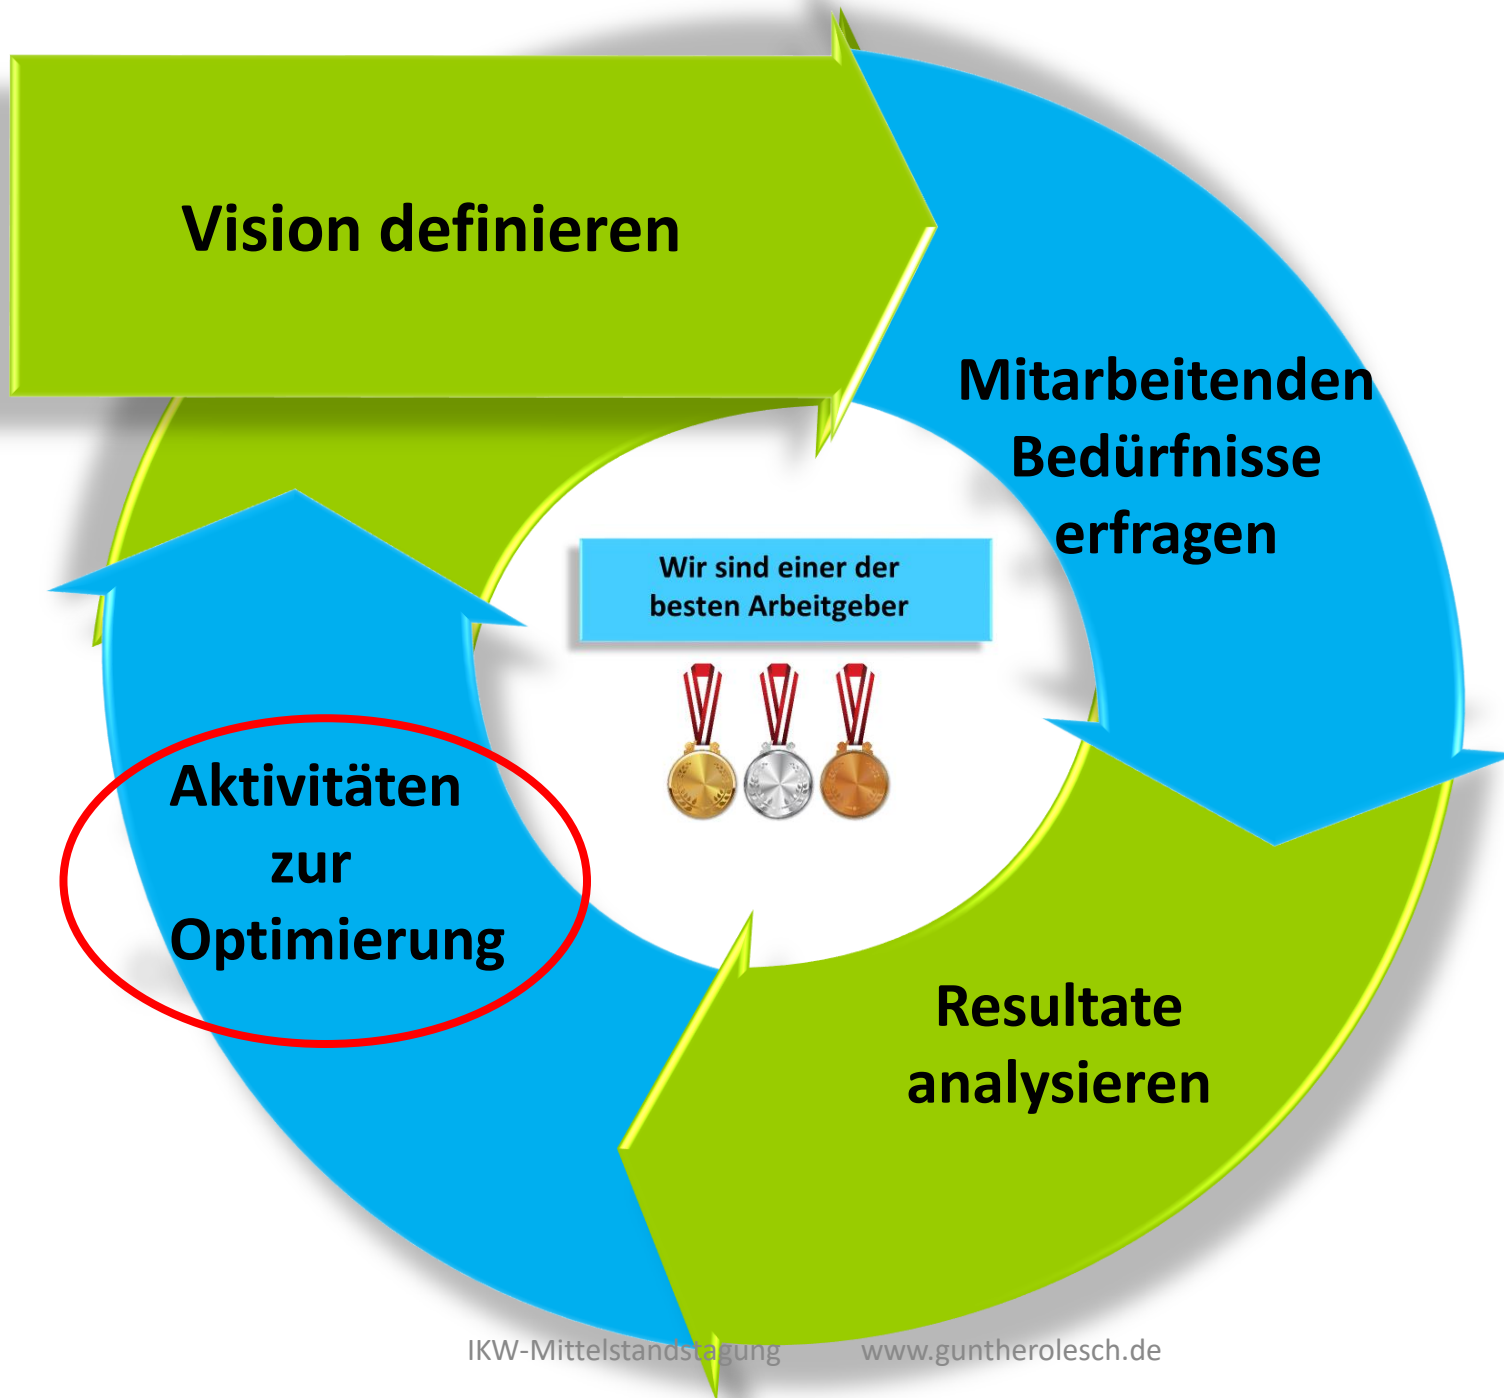 Vision definieren
Mitarbeitenden
Bedürfnisse
erfragen
Wir sind einer der
besten Arbeitgeber
Aktivitäten
zur
Optimierung
Resultate
analysieren
IKW-Mittelstandstagung www.guntherolesch.de